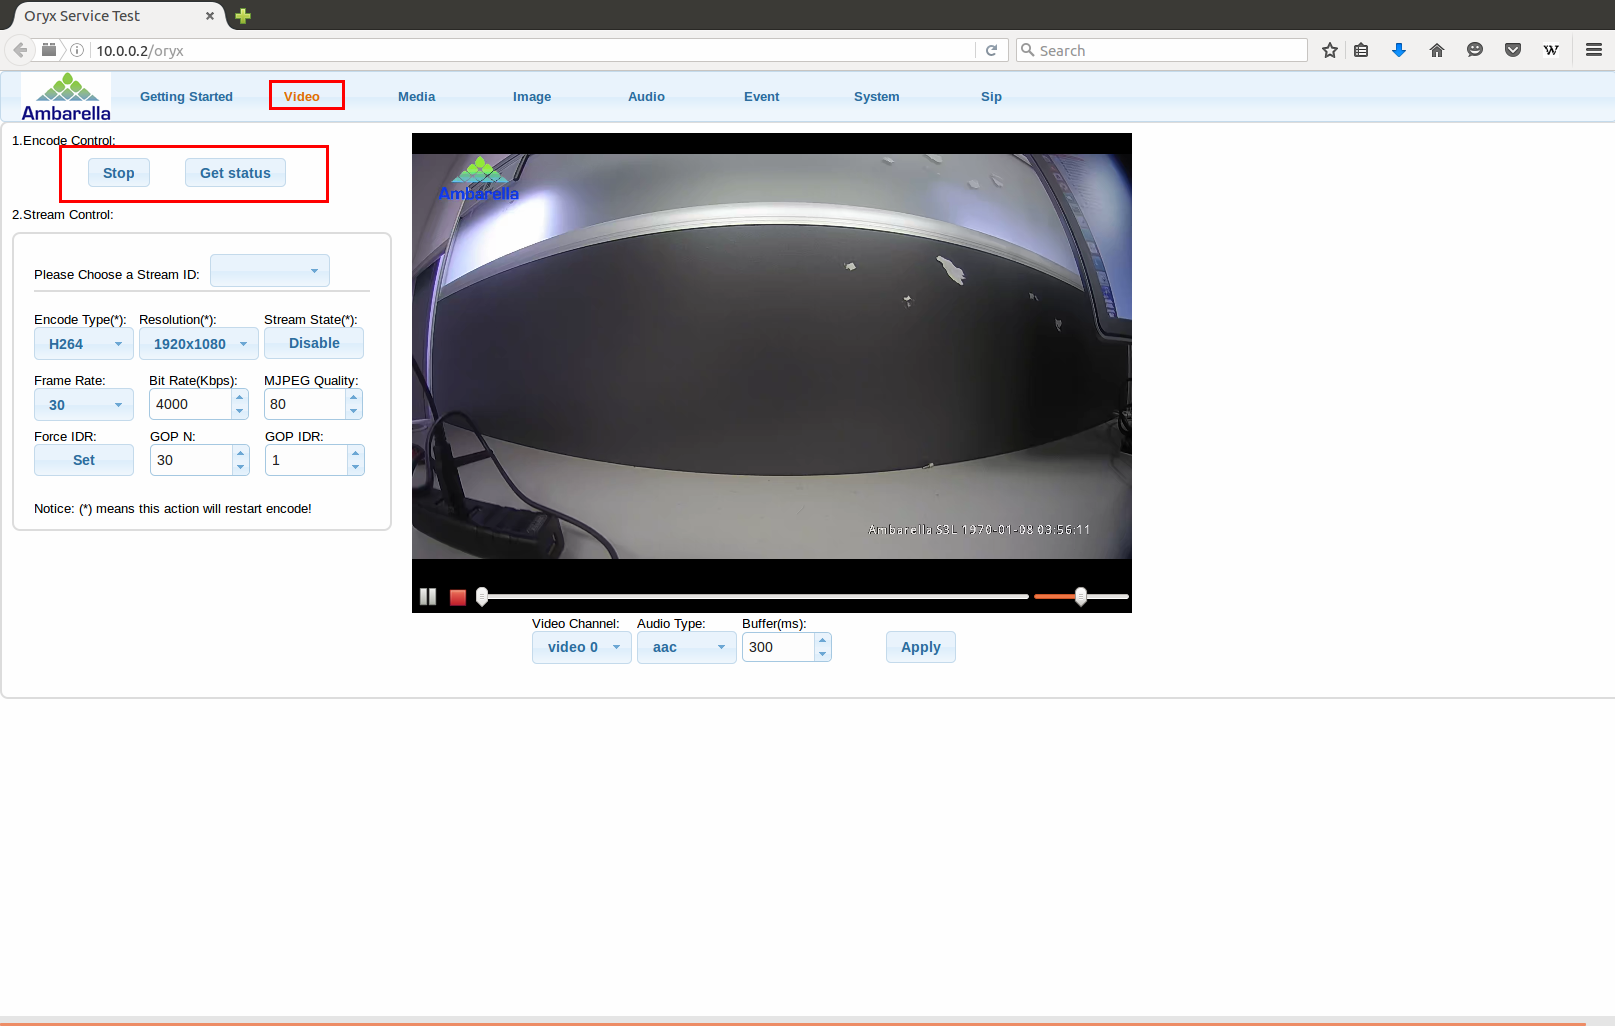 Oryx Service Test
10.0.0.2/oryx
Search
Ambarella
Getting Started
Video
Media
Image
Audio
Event
System
Sip
1.Encode Control:
Stop
Get status
2.Stream Control:
Please Choose a Stream ID:
Encode Type(*):
Resolution(*):
Stream State(*):
H264
1920x1080
Disable
Frame Rate:
Bit Rate(Kbps):
MJPEG Quality:
30
4000
80
Force IDR:
GOP N:
GOP IDR:
Set
30
1
Notice: (*) means this action will restart encode!
Ambarella
Ambarella S3L 1970-01-08 03:56:11
Video Channel:
Audio Type:
Buffer(ms):
video 0
aac
300
Apply